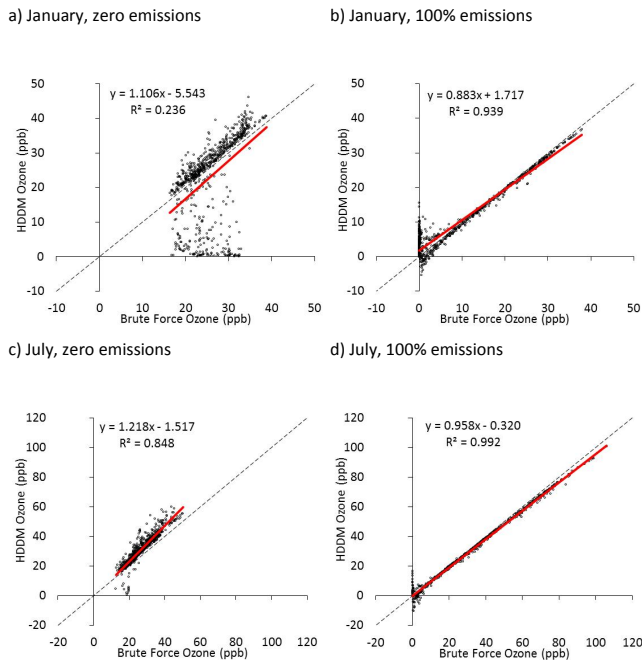 a) January, zero emissions
b) January, 100% emissions
y = 1.106x - 5.543
R² = 0.236
HDDM Ozone (ppb)
50
40
30
20
10
0
-10
-10 0 10 20 30 40 50
Brute Force Ozone (ppb)
y = 0.883x + 1.717
R² = 0.939
HDDM Ozone (ppb)
50
40
30
20
10
0
-10
-10 0 10 20 30 40 50
Brute Force Ozone (ppb)
c) July, zero emissions
d) July, 100% emissions
y = 1.218x - 1.517
R² = 0.848
HDDM Ozone (ppb)
120
100
80
60
40
20
0
-20
-20 0 20 40 60 80 100 120
Brute Force Ozone (ppb)
y = 0.958x - 0.320
R² = 0.992
HDDM Ozone (ppb)
120
100
80
60
40
20
0
-20
-20 0 20 40 60 80 100 120
Brute Force Ozone (ppb)